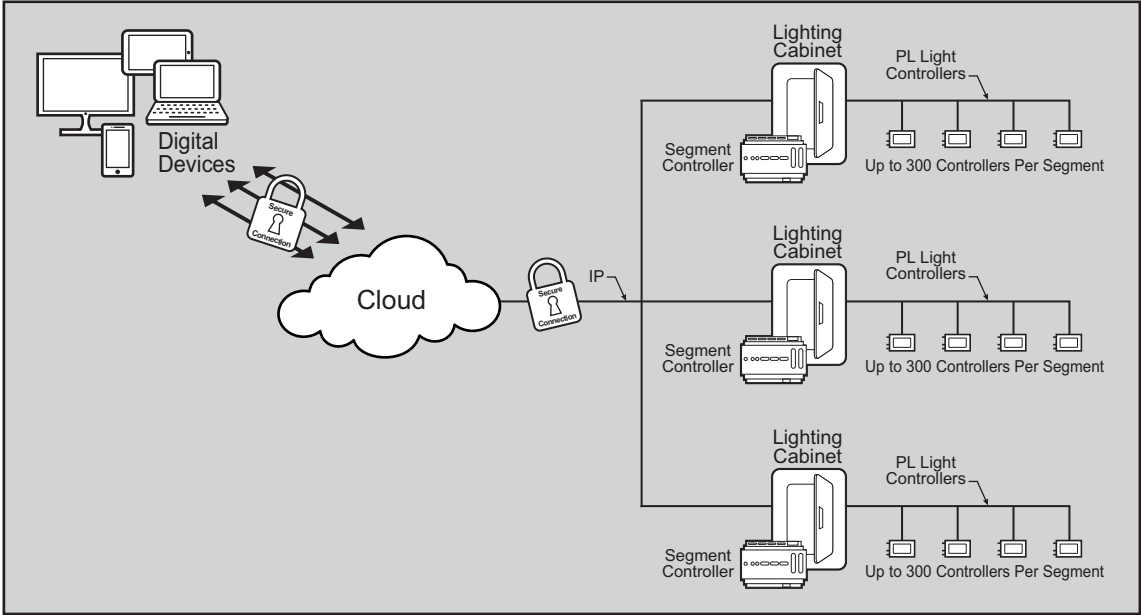 Digital
Devices
Secure
Connection
Cloud
Secure
Connection
IP
Lighting
Cabinet
PL Light
Controllers
Segment
Controller
Up to 300 Controllers Per Segment
Lighting
Cabinet
PL Light
Controllers
Segment
Controller
Up to 300 Controllers Per Segment
Lighting
Cabinet
PL Light
Controllers
Segment
Controller
Up to 300 Controllers Per Segment